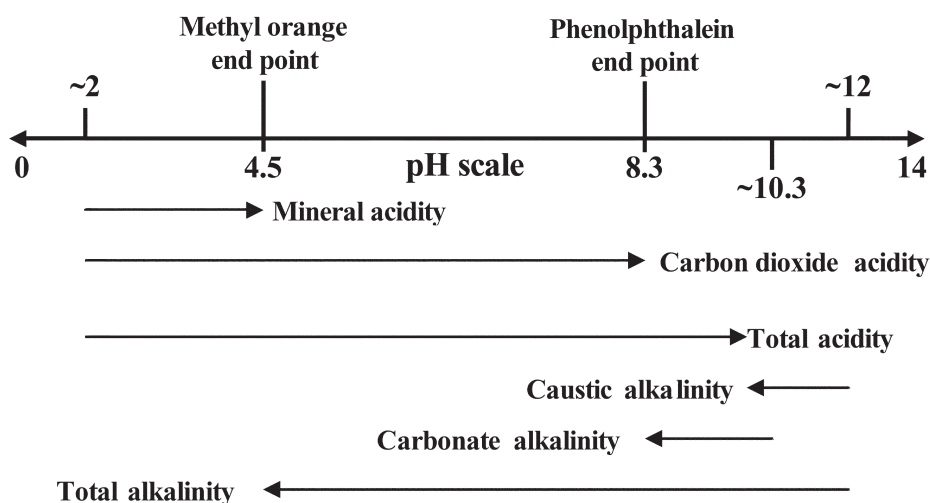 Methyl orange
end point
Phenolphthalein
end point
~2
~12
0
4.5
pH scale
8.3
~10.3
14
Mineral acidity
Carbon dioxide acidity
Total acidity
Caustic alkalinity
Carbonate alkalinity
Total alkalinity